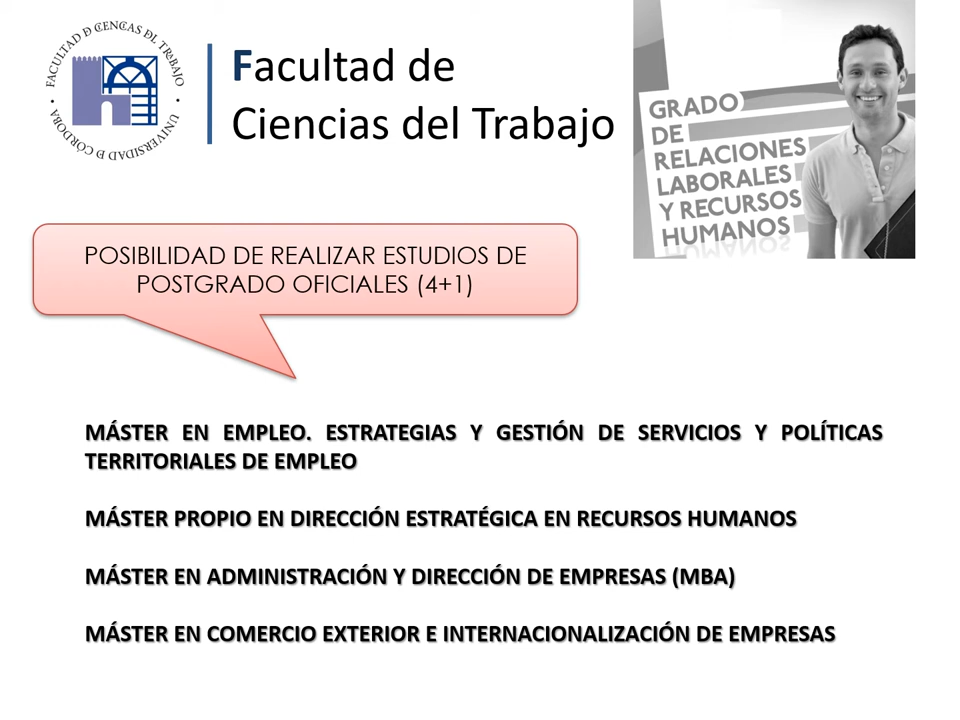 FACULTAD D CENCAS DL TRABAJO
UNIVERSIDAD D CÓRDOBA
Facultad de
Ciencias del Trabajo
GRADO
DE
RELACIONES
LABORALES
Y RECURSOS
HUMANOS
POSIBILIDAD DE REALIZAR ESTUDIOS DE
POSTGRADO OFICIALES (4+1)
MÁSTER EN EMPLEO. ESTRATEGIAS Y GESTIÓN DE SERVICIOS Y POLÍTICAS
TERRITORIALES DE EMPLEO
MÁSTER PROPIO EN DIRECCIÓN ESTRATÉGICA EN RECURSOS HUMANOS
MÁSTER EN ADMINISTRACIÓN Y DIRECCIÓN DE EMPRESAS (MBA)
MÁSTER EN COMERCIO EXTERIOR E INTERNACIONALIZACIÓN DE EMPRESAS